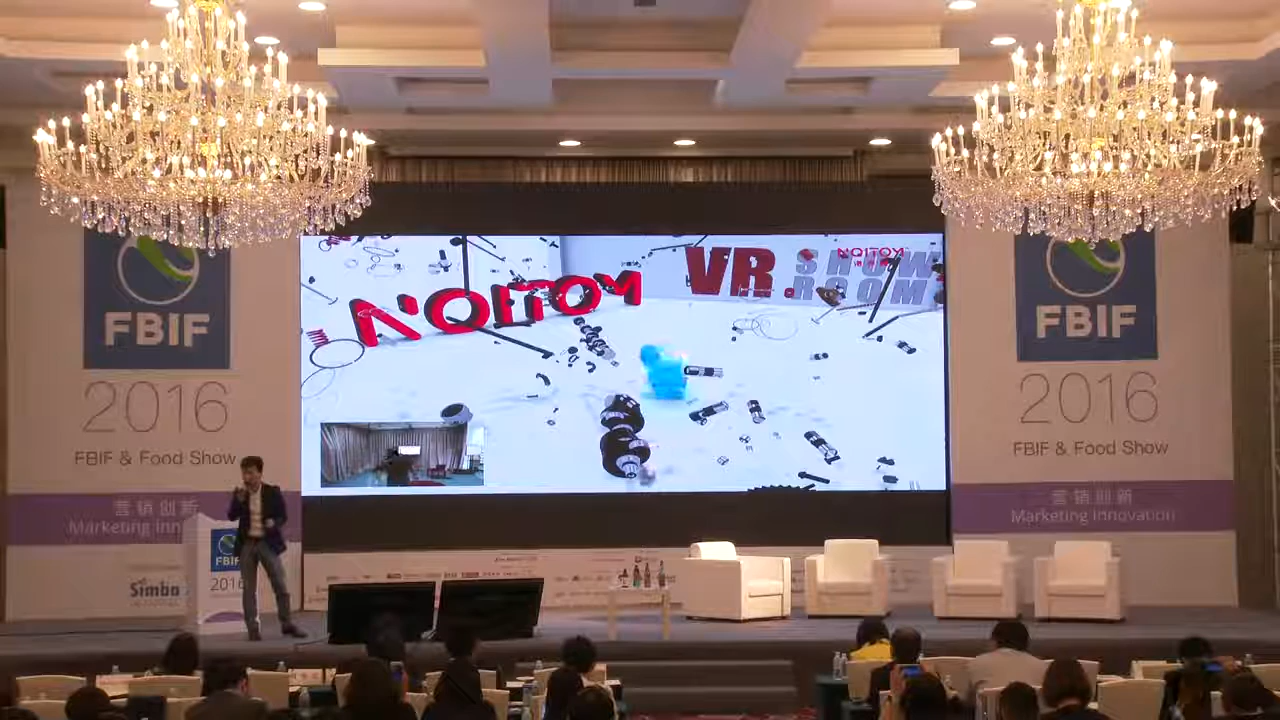 FBIF
2016
FBIF & Food Show
营销创新
Marketing Inn
Simba
FBIF
2016
NOITOM
VR.
SHOW
ROOM
NOITOM
FBIF
2016
FBIF & Food Show
营销创新
Marketing Innovation